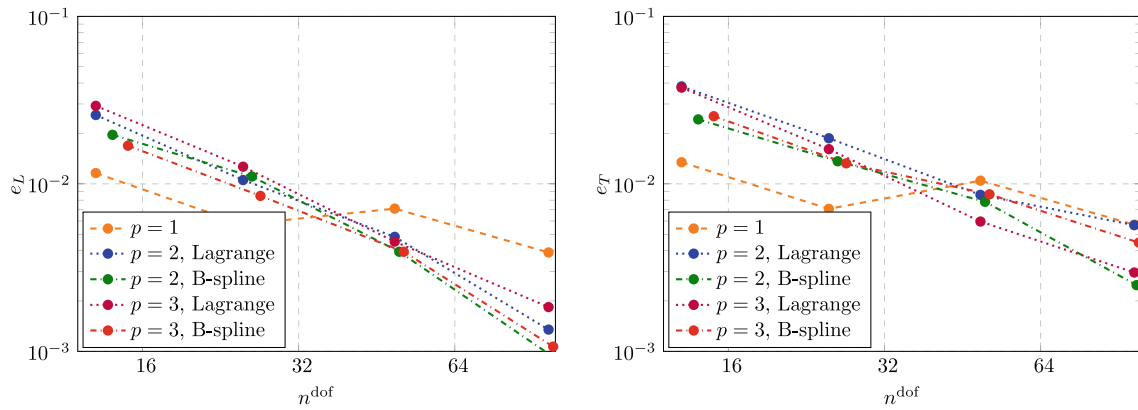 10^{-1}
10^{-2}
10^{-3}
e_L
16
32
64
n^{dof}
p = 1
p = 2, Lagrange
p = 2, B-spline
p = 3, Lagrange
p = 3, B-spline
10^{-1}
10^{-2}
10^{-3}
e_T
16
32
64
n^{dof}
p = 1
p = 2, Lagrange
p = 2, B-spline
p = 3, Lagrange
p = 3, B-spline